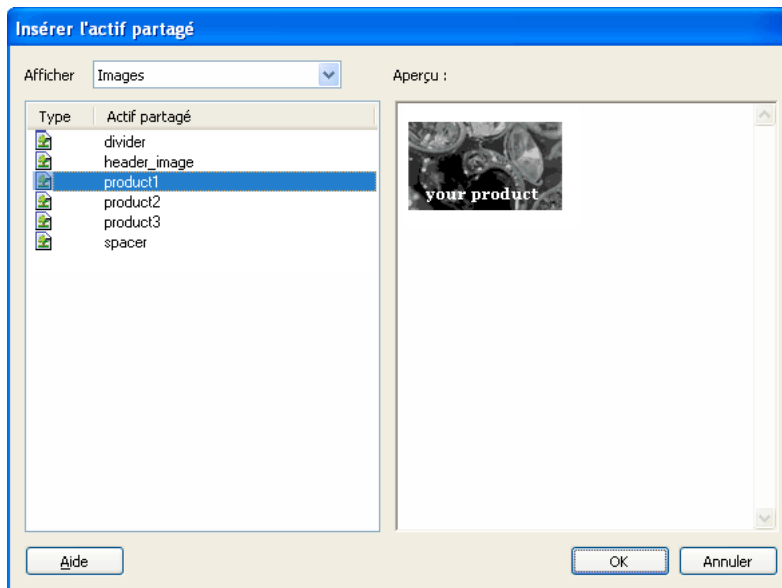 Insérer l'actif partagé
Afficher Images Aperçu :
Type Actif partagé
divider
header_image
product1
product2
product3
spacer
your product
Aide OK Annuler